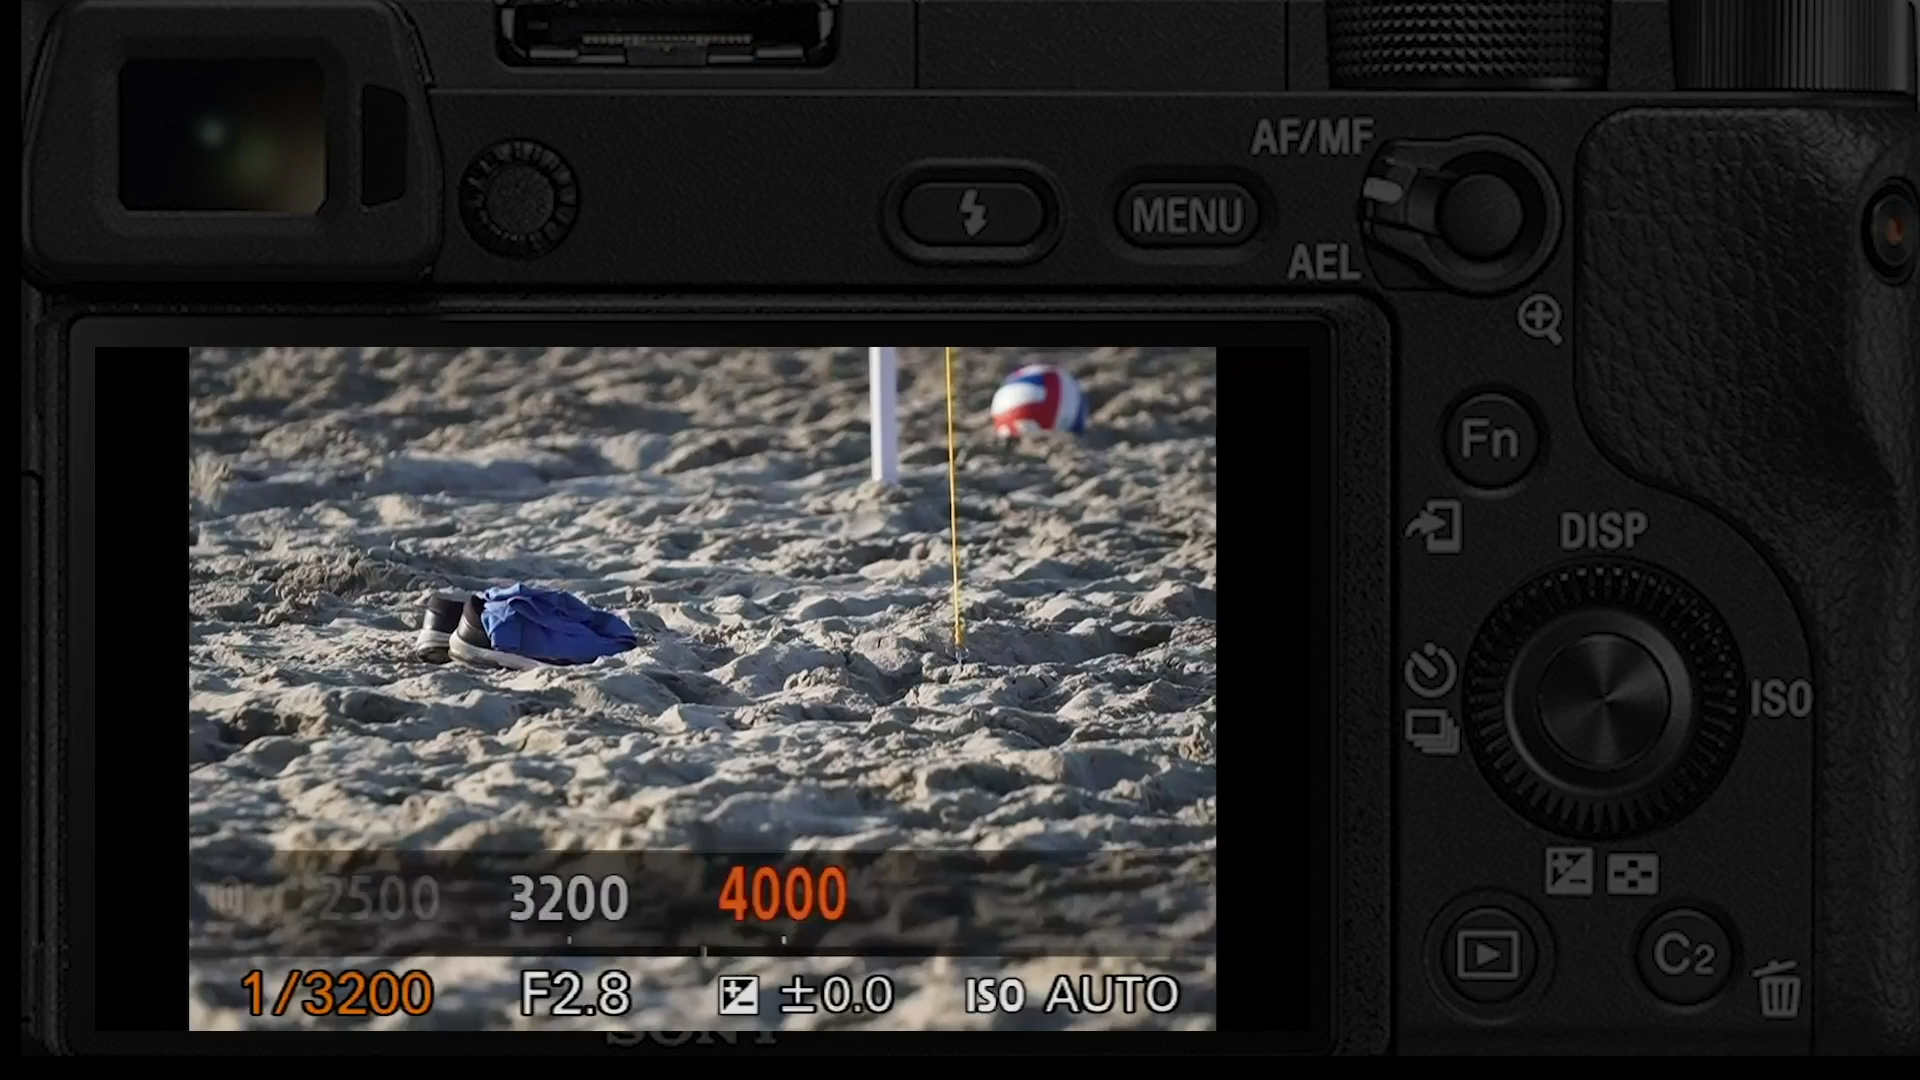 AF/MF
MENU
AEL
Fn
DISP
ISO
2500 3200 4000
1/3200 F2.8 ±0.0 ISO AUTO
C2
SONY